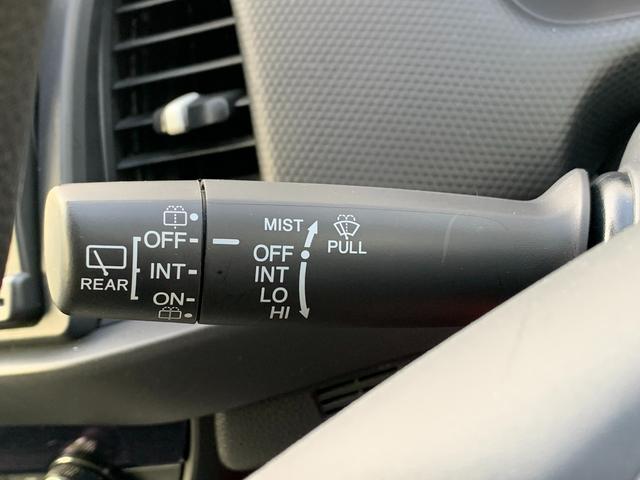 OFF
REAR
INT
ON
MIST
OFF
INT
LO
HI
PULL